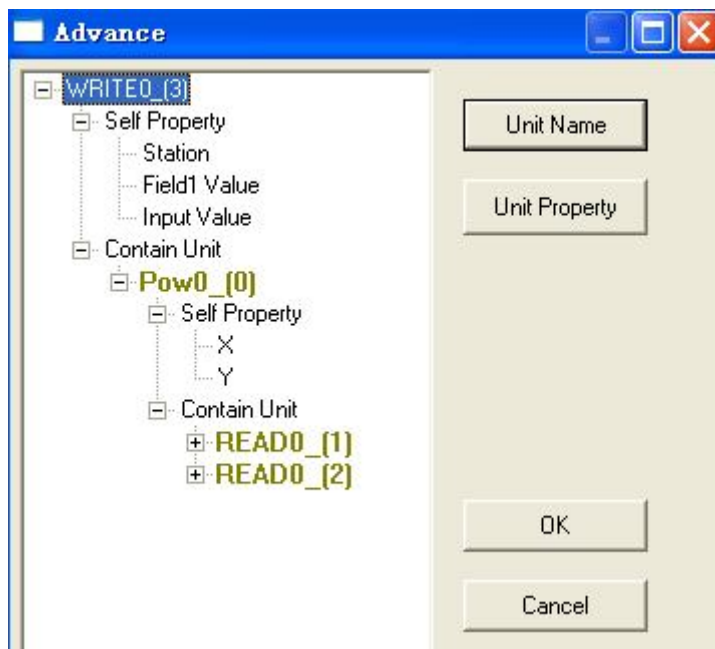 Advance
WRITE0_(3)
Self Property
Station
Field1 Value
Input Value
Contain Unit
Pow0_(0)
Self Property
X
Y
Contain Unit
READ0_(1)
READ0_(2)
Unit Name
Unit Property
OK
Cancel